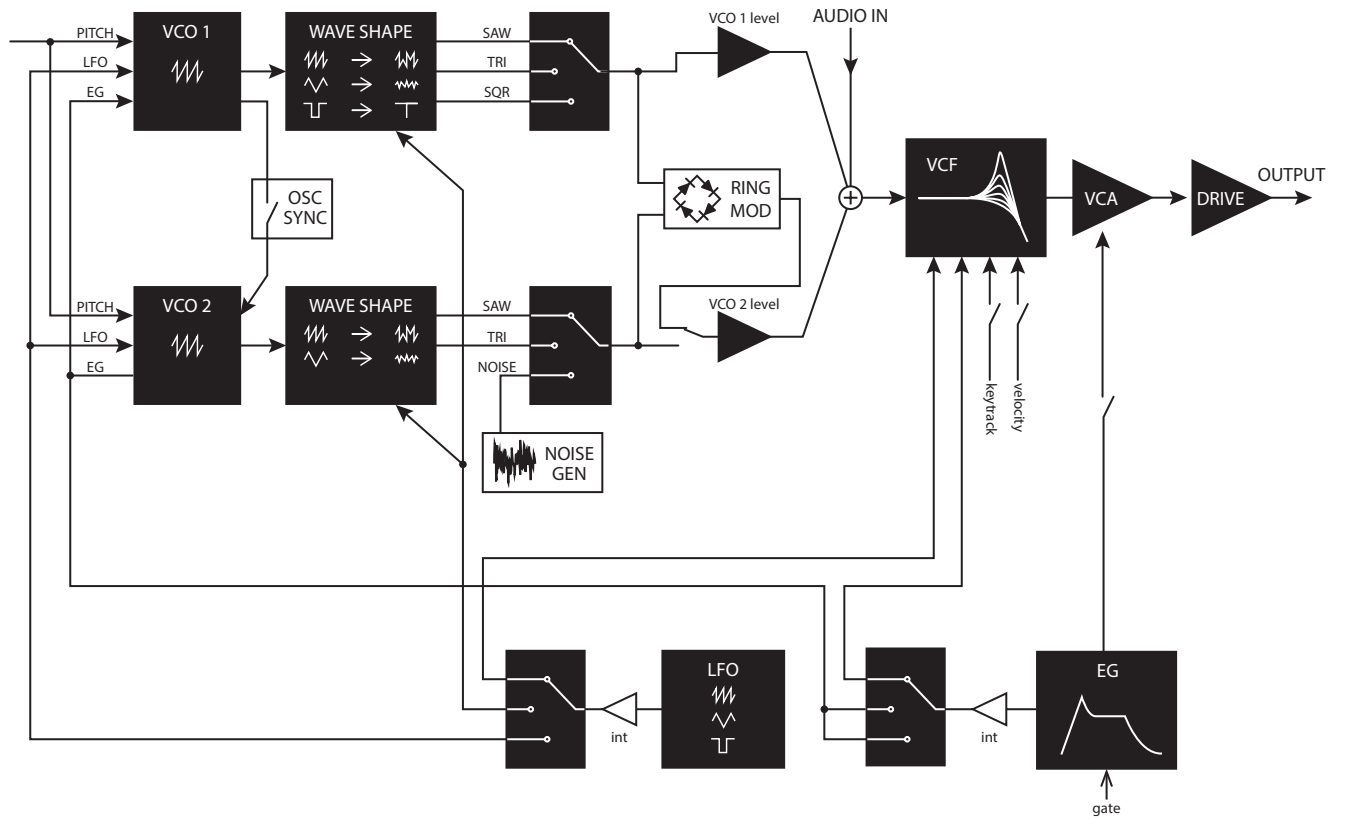 VCO 1 level
AUDIO IN
PITCH
VCO 1
WAVE SHAPE
SAW
LFO
TRI
EG
SQR
VCF
OSC
SYNC
RING
MOD
OUTPUT
VCA
DRIVE
PITCH
VCO 2
WAVE SHAPE
SAW
VCO 2 level
LFO
TRI
EG
NOISE
keytrack
velocity
NOISE
GEN
LFO
EG
int
int
gate